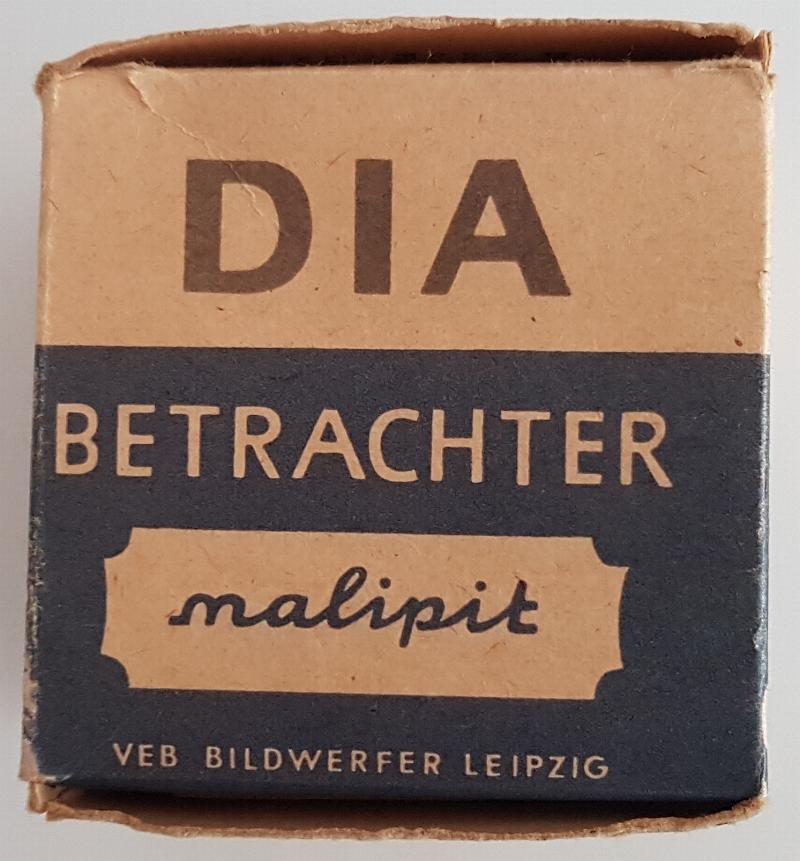 DIA
BETRACHTER
malipit
VEB BILDWERFER LEIPZIG